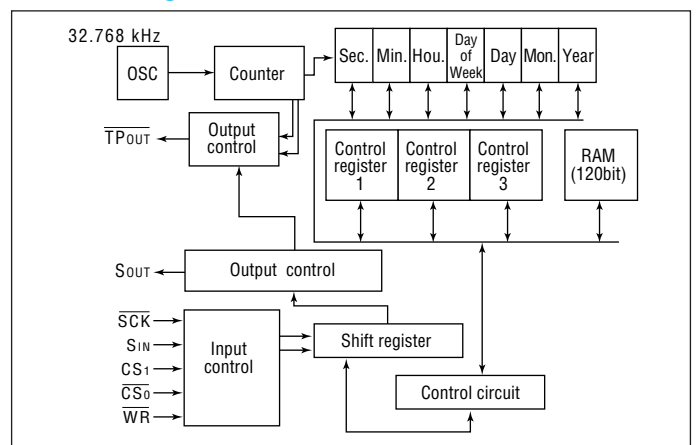 32.768 kHz
OSC
Counter
Sec.
Min.
Hou.
Day
of
Week
Day
Mon.
Year
TPOUT
Output
control
Control
register
1
Control
register
2
Control
register
3
RAM
(120bit)
SOUT
Output control
SCK
SIN
CS1
CS0
WR
Input
control
Shift register
Control circuit